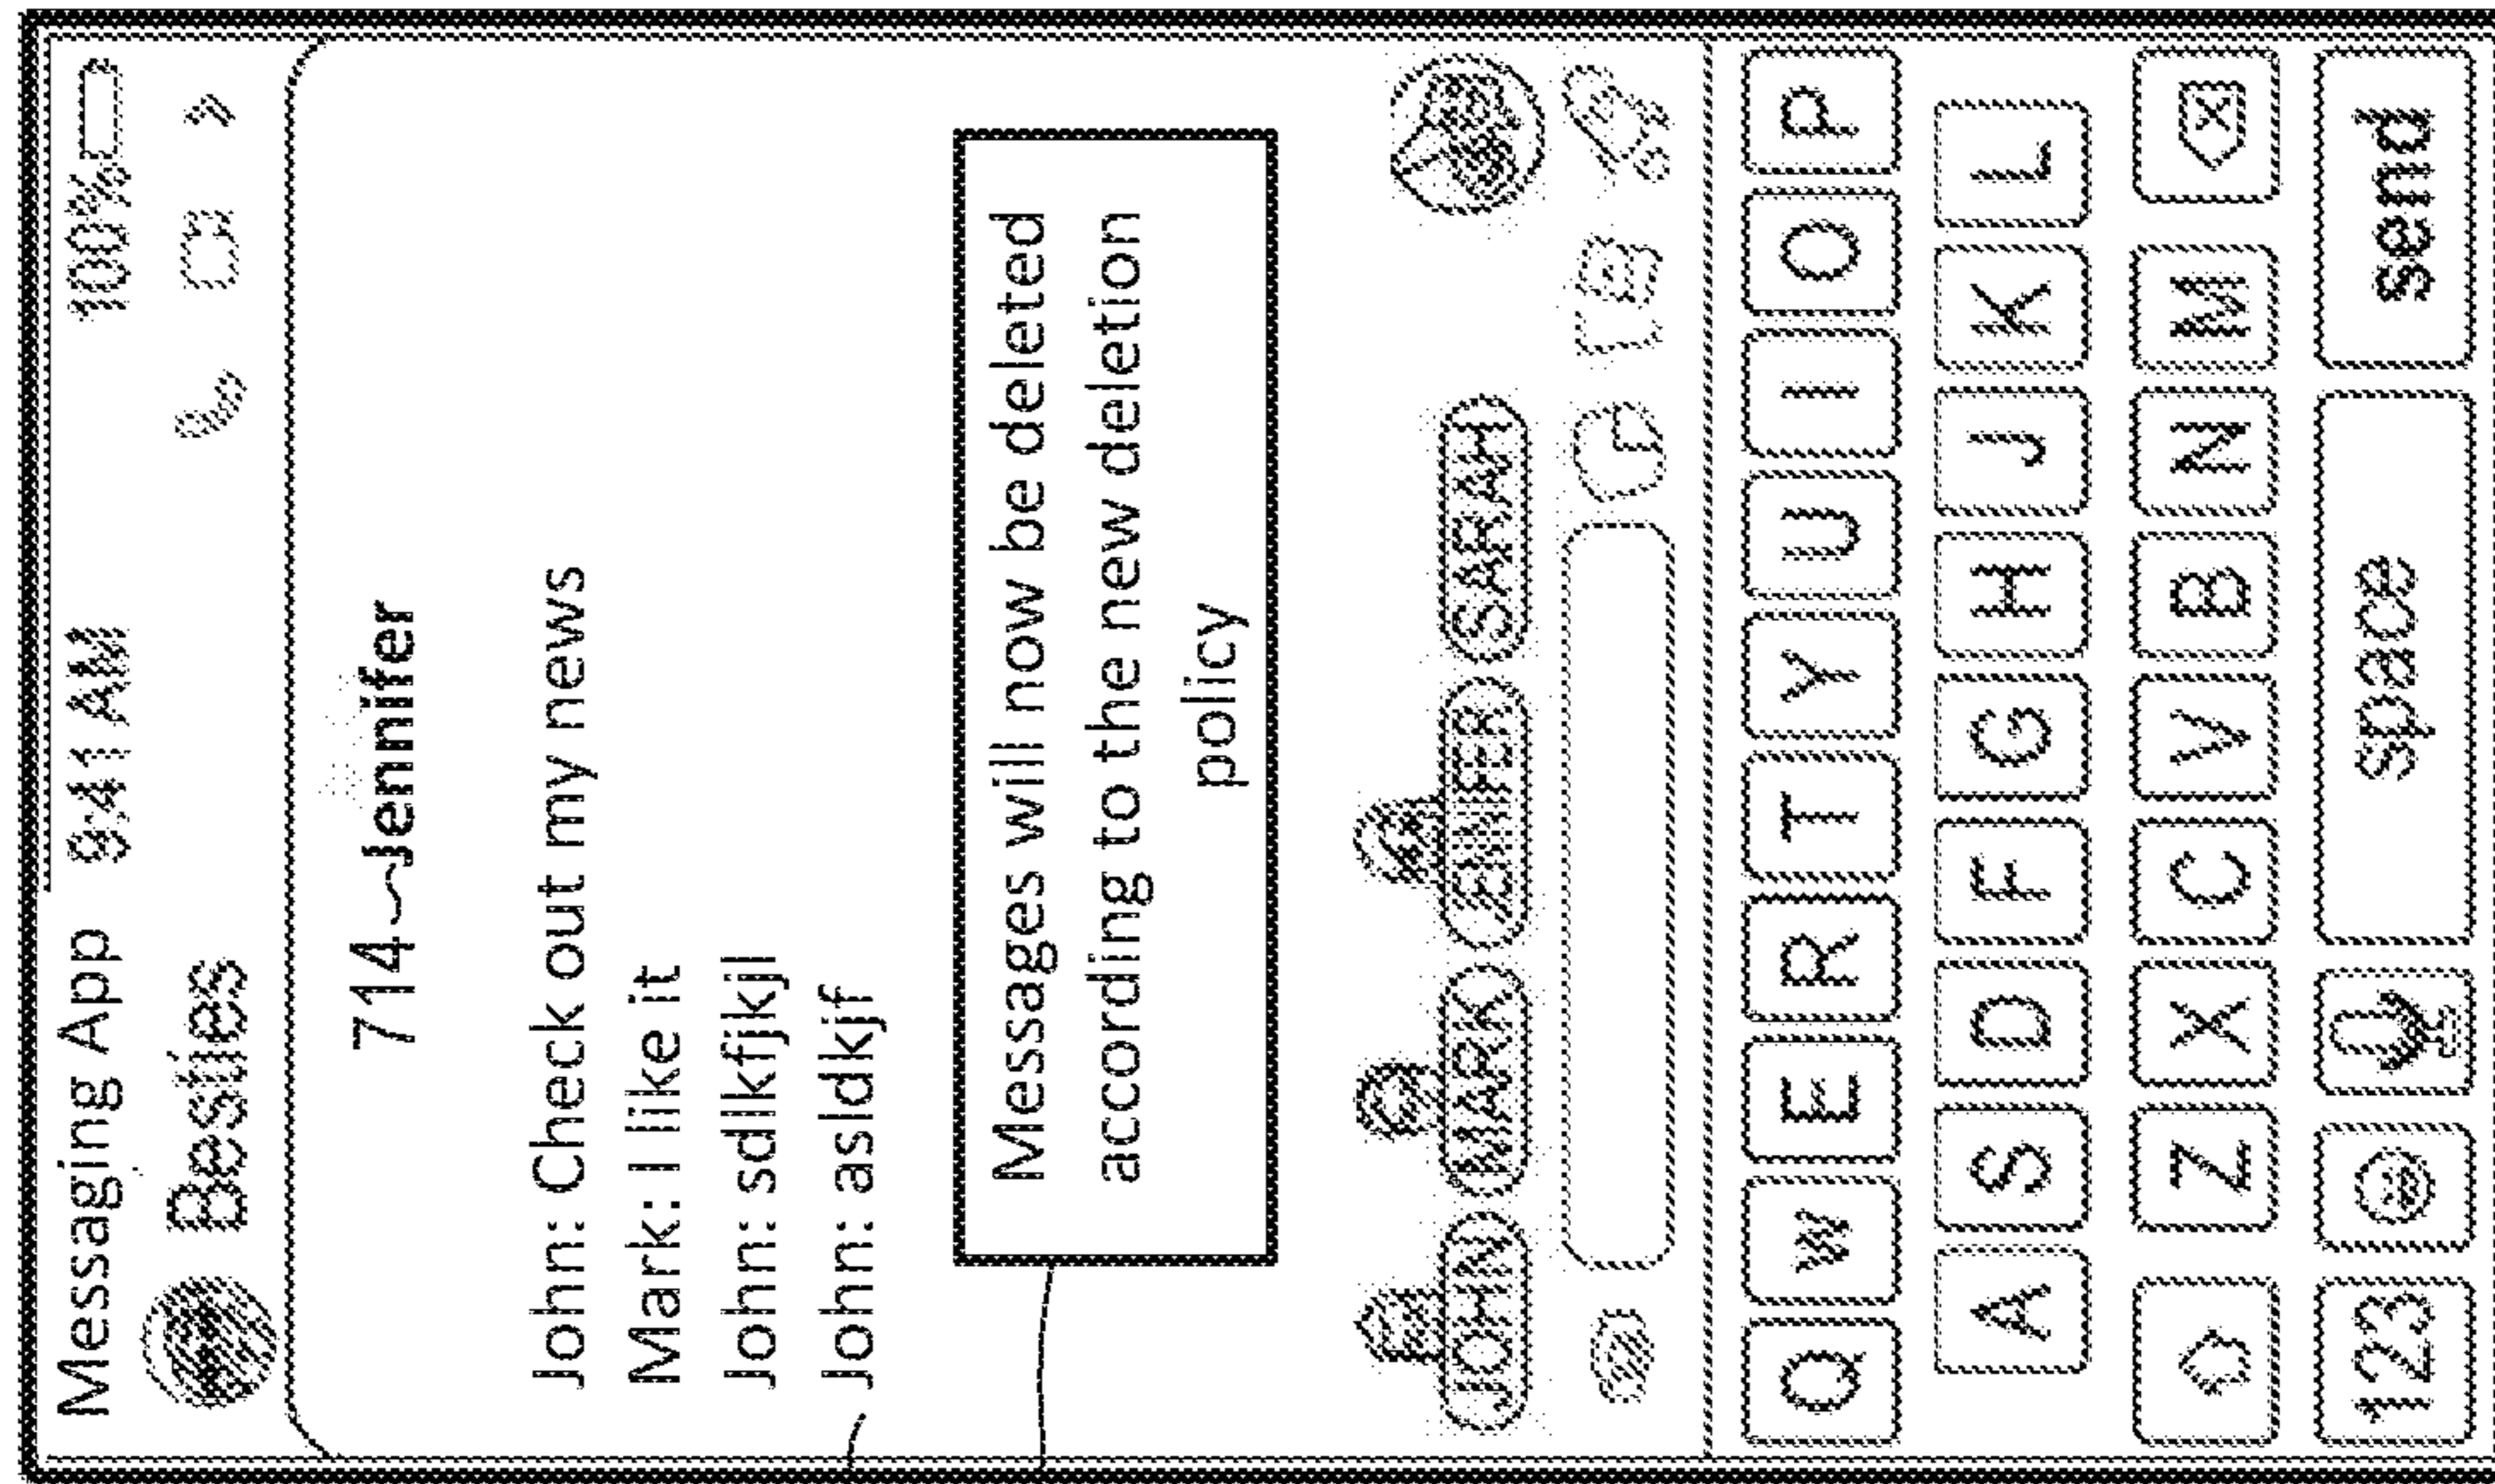 Messaging App 9:41 AM 100%
Besties
714 Jennifer
John: Check out my news
Mark: I like it
John: sdlkfjkjl
John: asldkjf
Messages will now be deleted
according to the new deletion
policy
JOHN MARK JENNIFER SARAH
Q W E R T Y U I O P
A S D F G H J K L
Z X C V B N M
123 space send